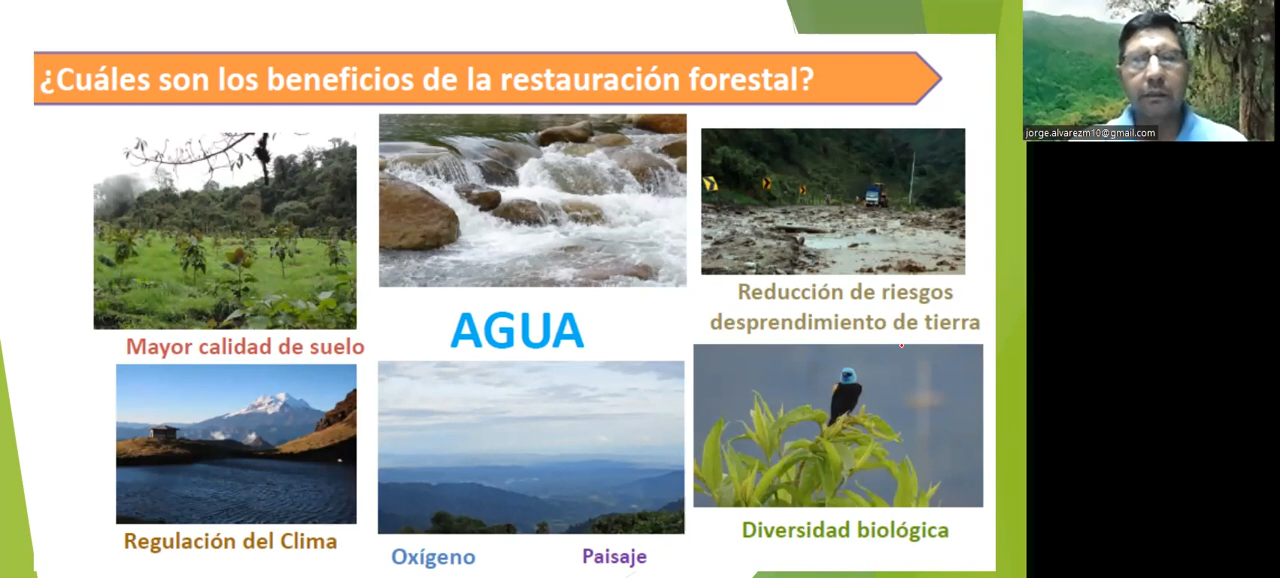 ¿Cuáles son los beneficios de la restauración forestal?
jorge.alvarezm10@gmail.com
Mayor calidad de suelo
AGUA
Reducción de riesgos
desprendimiento de tierra
Regulación del Clima
Oxígeno
Paisaje
Diversidad biológica